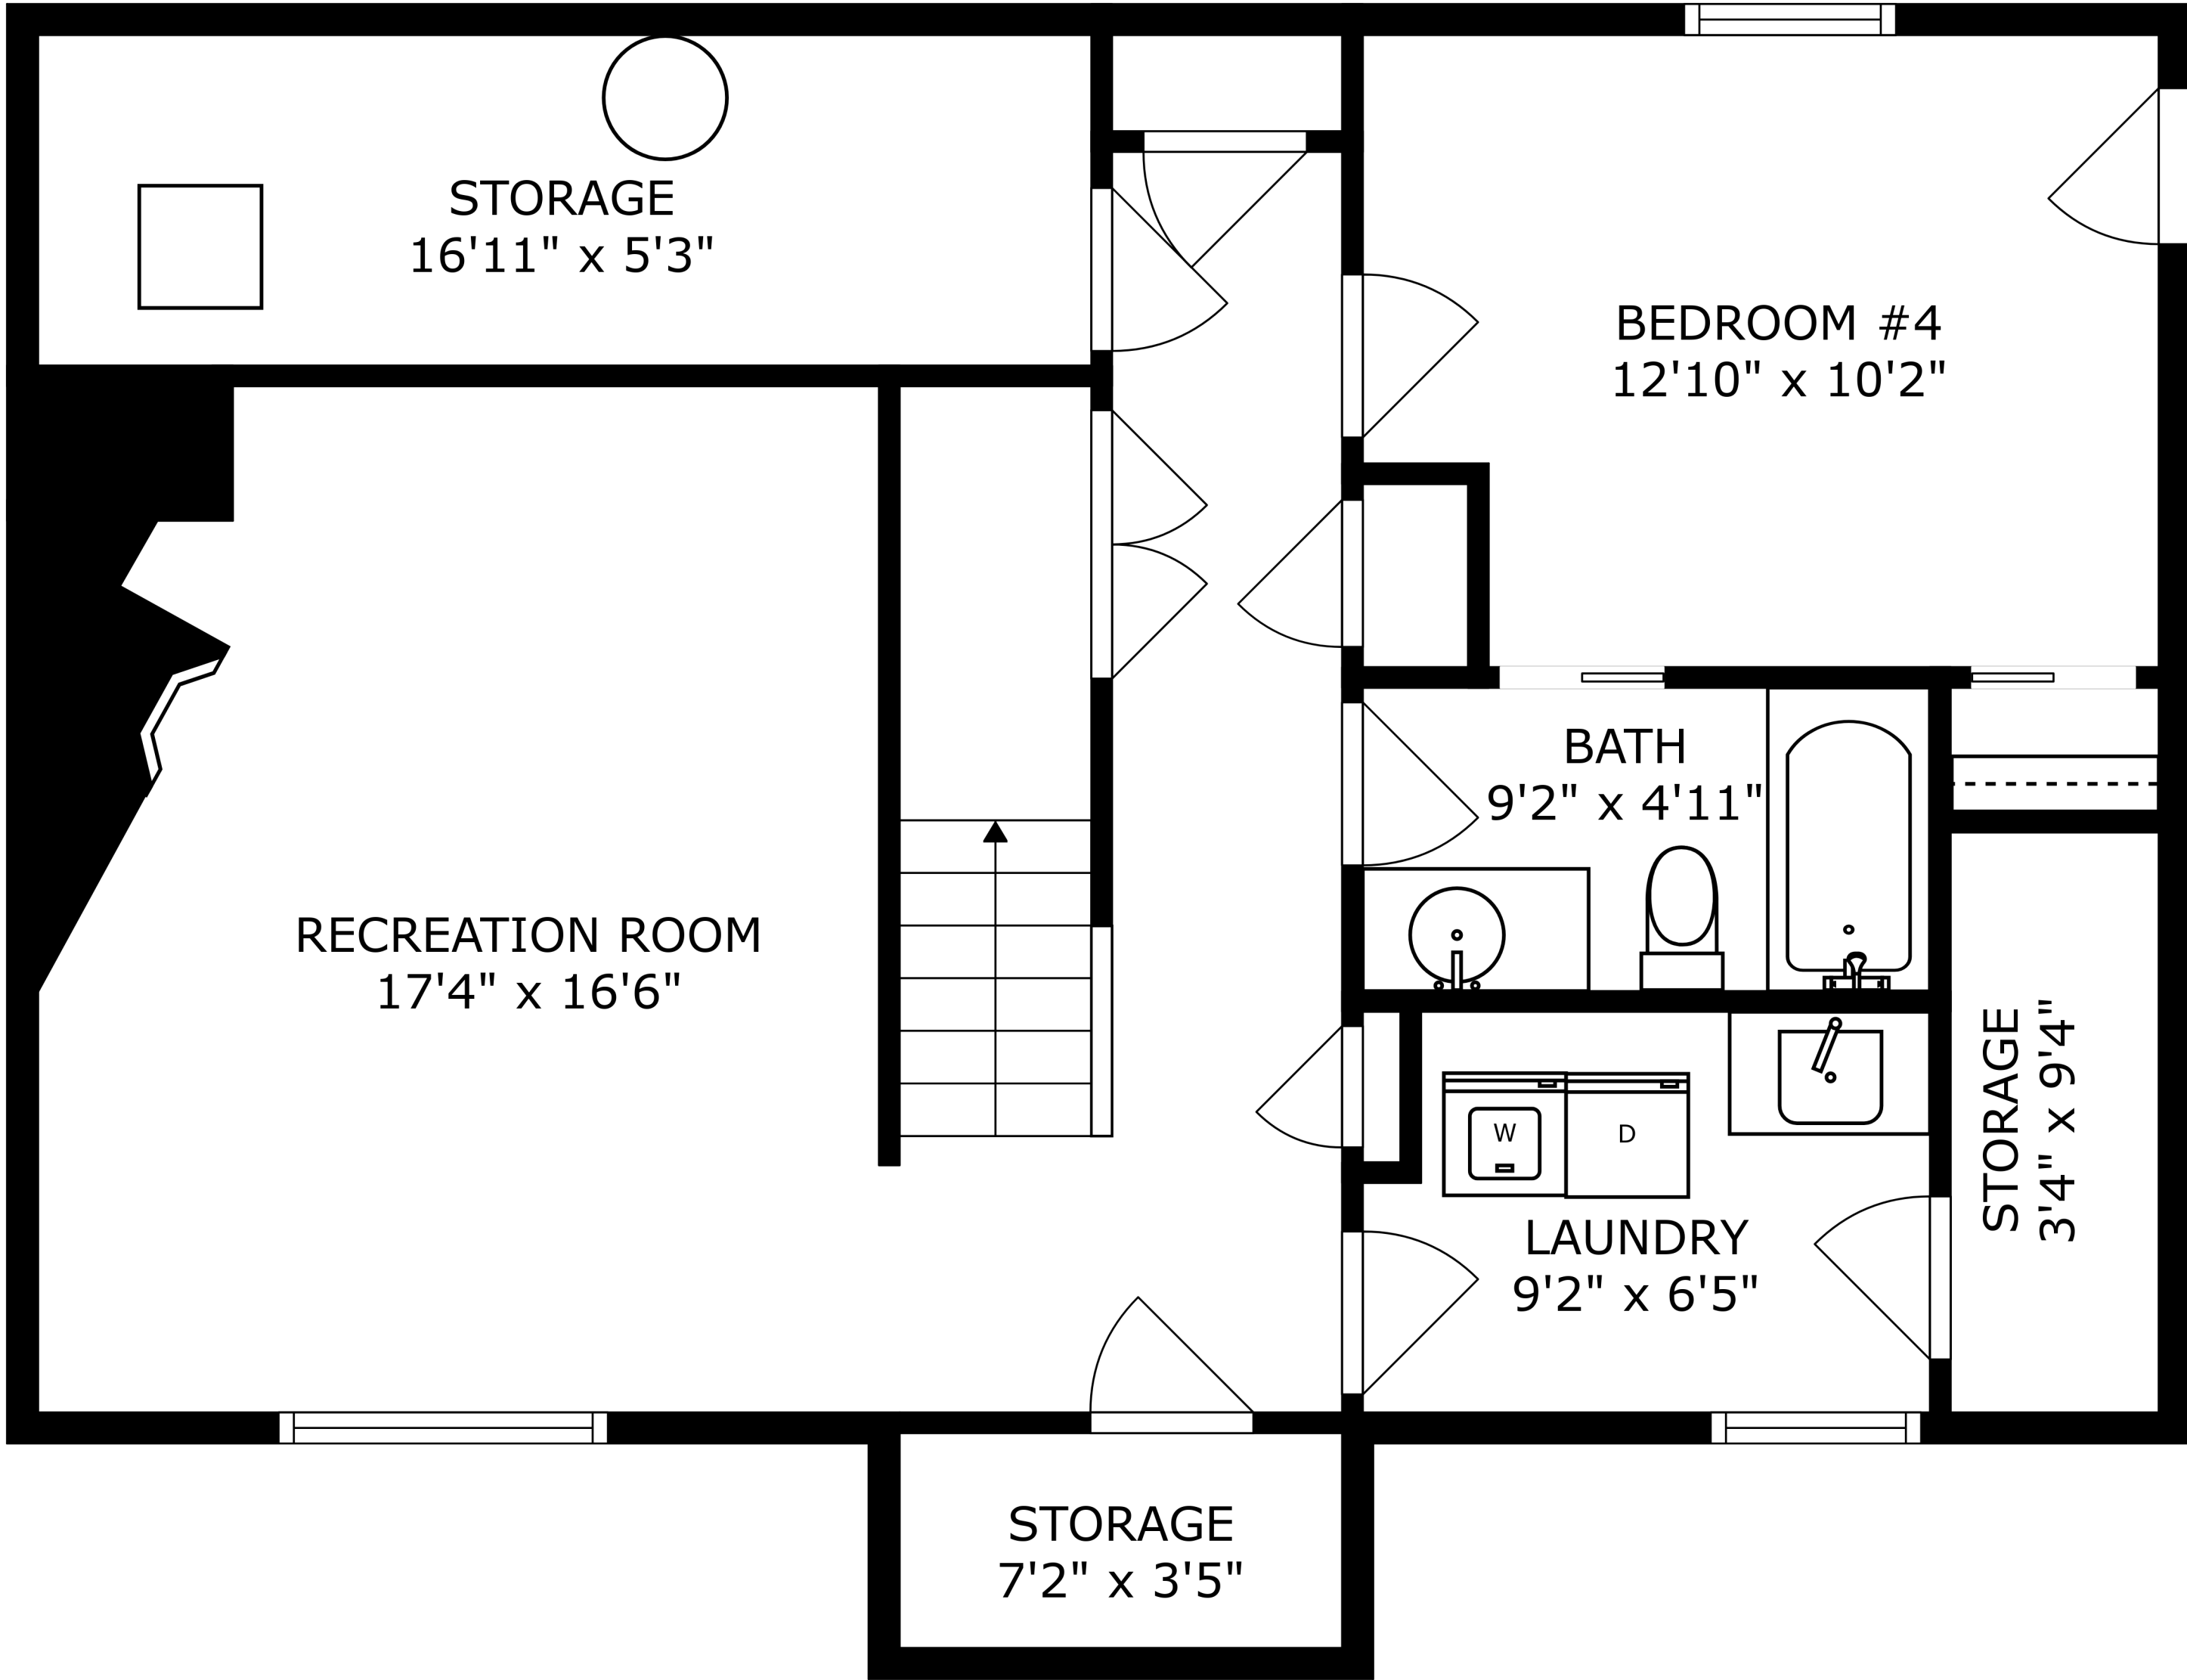 STORAGE
16'11" x 5'3"
BEDROOM #4
12'10" x 10'2"
BATH
9'2" x 4'11"
RECREATION ROOM
17'4" x 16'6"
STORAGE
3'4" x 9'4"
W
D
LAUNDRY
9'2" x 6'5"
STORAGE
7'2" x 3'5"